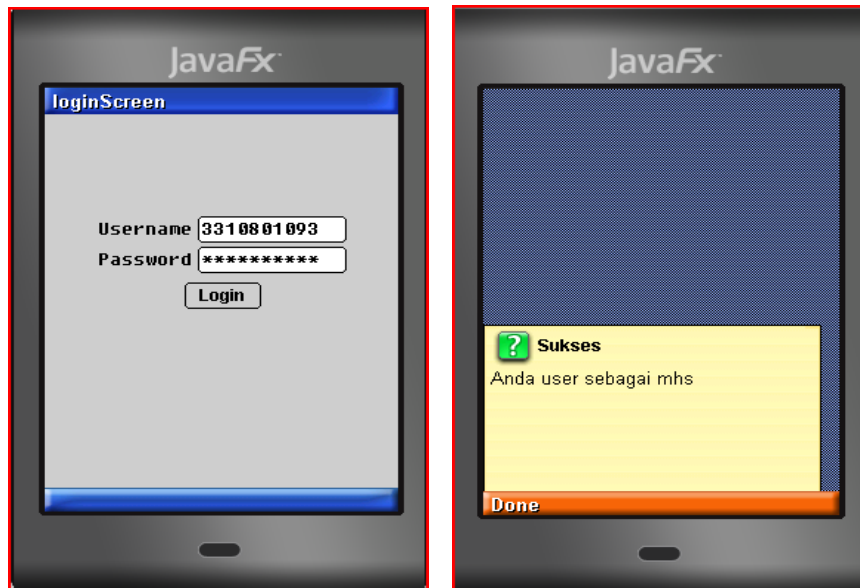 JavaFx
loginScreen
Username 3310801093
Password **********
Login
JavaFx
Sukses
Anda user sebagai mhs
Done